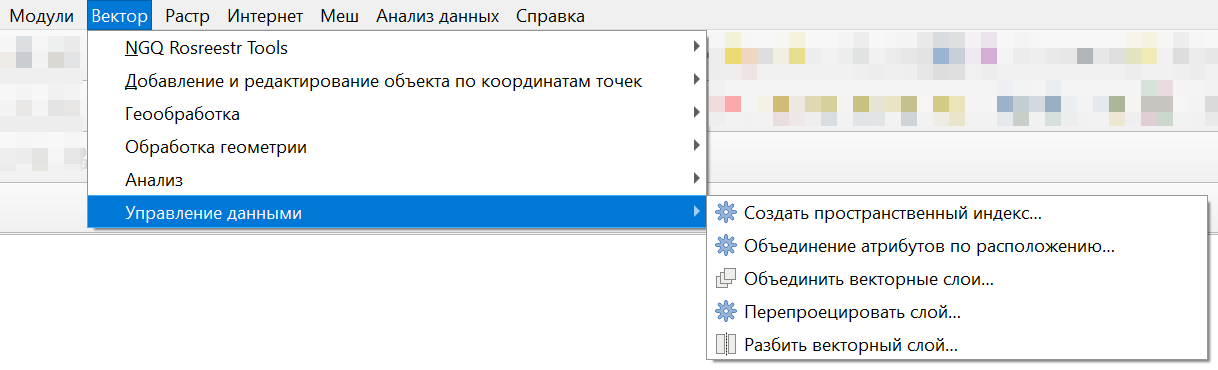 Модули Вектор Растр Интернет Меш Анализ данных Справка
NGQ Rosreestr Tools
Добавление и редактирование объекта по координатам точек
Геообработка
Обработка геометрии
Анализ
Управление данными
Создать пространственный индекс...
Объединение атрибутов по расположению...
Объединить векторные слои...
Перепроецировать слой...
Разбить векторный слой...